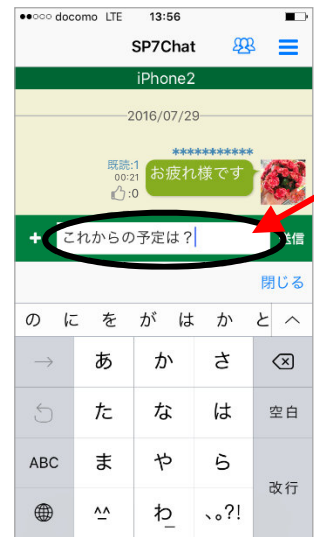 docomo LTE 13:56
SP7Chat
iPhone2
2016/07/29
***********
既読:1
00:21
:0
お疲れ様です
+ これからの予定は？ 送信
閉じる
の に を が は か と
→ あ か さ
た な は 空白
ABC ま や ら
改行
^^ わ_ 、。?!